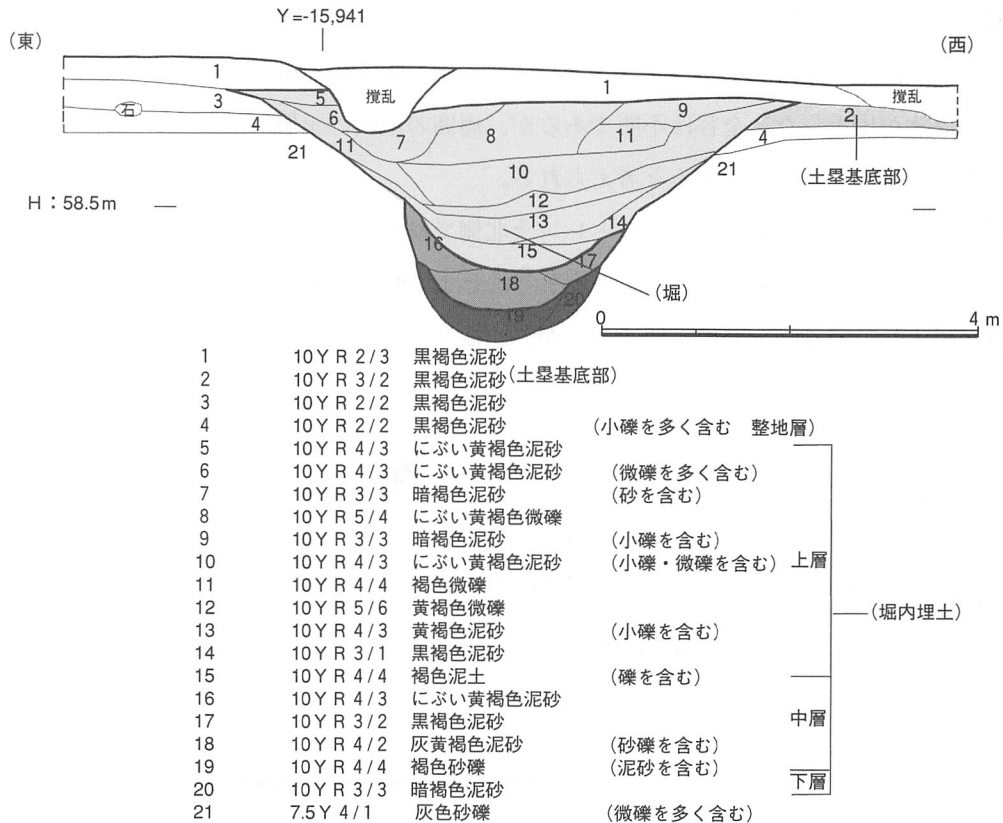 Y=-15,941
(東)
(西)
1
5
攪乱
1
攪乱
3
石
6
9
2
4
7
8
11
4
21
11
10
21
(土塁基底部)
12
H：58.5m
13
14
16
15
17
18
(堀)
20
19
0
4 m
1 10YR 2/3 黒褐色泥砂
2 10YR 3/2 黒褐色泥砂(土塁基底部)
3 10YR 2/2 黒褐色泥砂
4 10YR 2/2 黒褐色泥砂 (小礫を多く含む 整地層)
5 10YR 4/3 にぶい黄褐色泥砂
6 10YR 4/3 にぶい黄褐色泥砂 (微礫を多く含む)
7 10YR 3/3 暗褐色泥砂 (砂を含む)
8 10YR 5/4 にぶい黄褐色微礫
9 10YR 3/3 暗褐色泥砂 (小礫を含む)
10 10YR 4/3 にぶい黄褐色泥砂 (小礫・微礫を含む) 上層
11 10YR 4/4 褐色微礫
12 10YR 5/6 黄褐色微礫
(堀内埋土)
13 10YR 4/3 黄褐色泥砂 (小礫を含む)
14 10YR 3/1 黒褐色泥砂
15 10YR 4/4 褐色泥土 (礫を含む)
16 10YR 4/3 にぶい黄褐色泥砂
17 10YR 3/2 黒褐色泥砂 中層
18 10YR 4/2 灰黄褐色泥砂 (砂礫を含む)
19 10YR 4/4 褐色砂礫 (泥砂を含む)
20 10YR 3/3 暗褐色泥砂 下層
21 7.5Y 4/1 灰色砂礫 (微礫を多く含む)